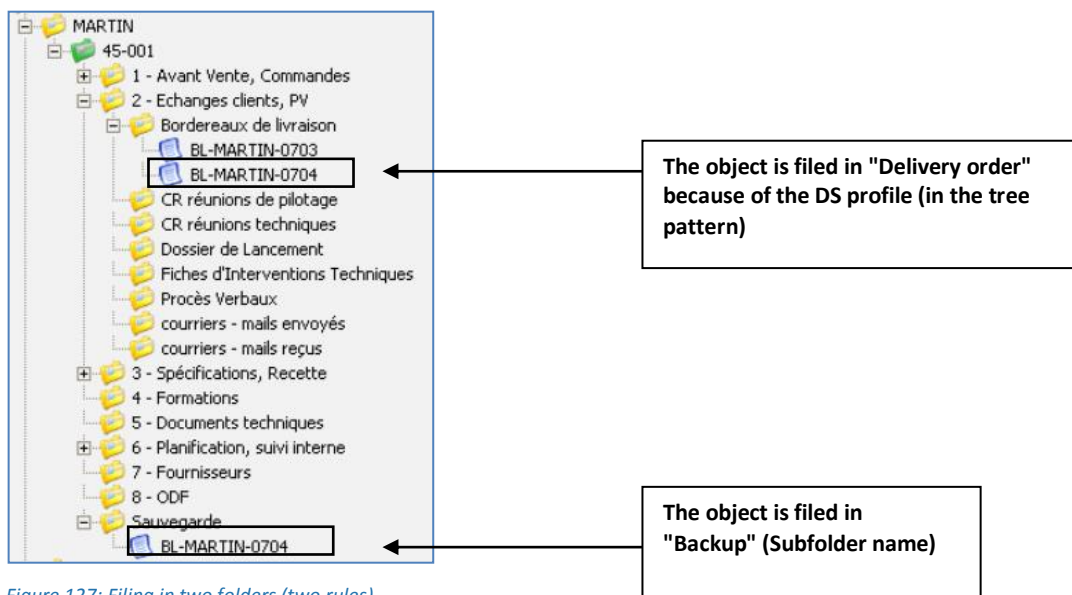 MARTIN
45-001
1 - Avant Vente, Commandes
2 - Echanges clients, PV
Bordereaux de livraison
BL-MARTIN-0703
BL-MARTIN-0704
CR réunions de pilotage
CR réunions techniques
Dossier de Lancement
Fiches d'Interventions Techniques
Procès Verbaux
courriers - mails envoyés
courriers - mails reçus
3 - Spécifications, Recette
4 - Formations
5 - Documents techniques
6 - Planification, suivi interne
7 - Fournisseurs
8 - ODF
Sauvegarde
BL-MARTIN-0704
The object is filed in "Delivery order"
because of the DS profile (in the tree
pattern)
The object is filed in
"Backup" (Subfolder name)
Figure 127: Filing in two folders (two rules)